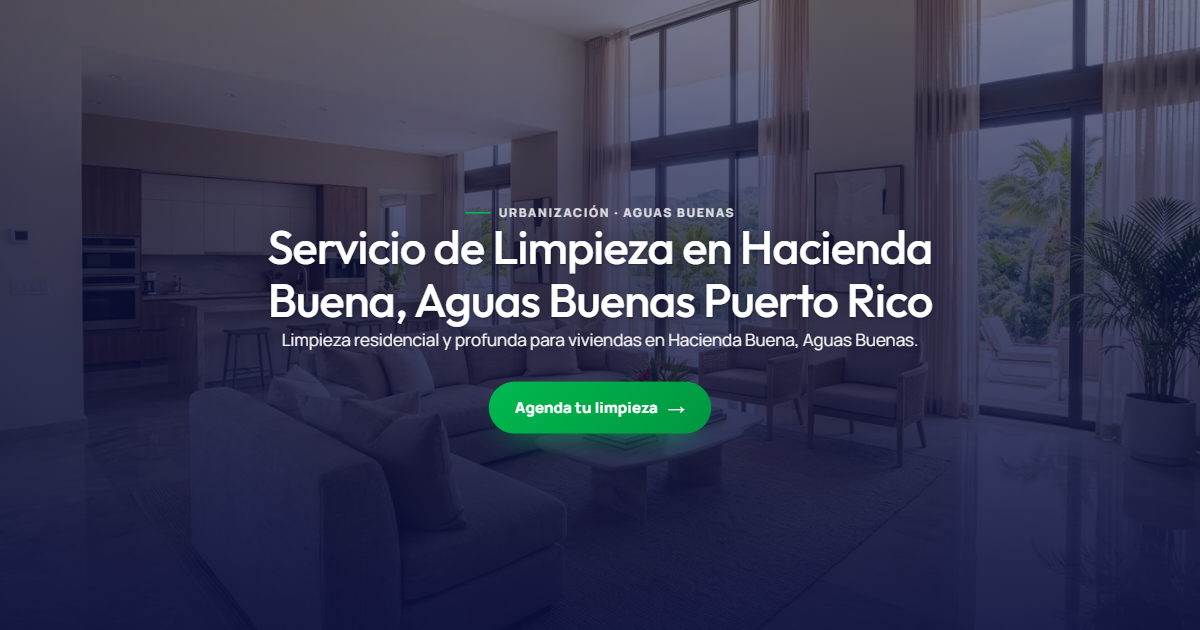 URBANIZACIÓN · AGUAS BUENAS
Servicio de Limpieza en Hacienda
Buena, Aguas Buenas Puerto Rico
Limpieza residencial y profunda para viviendas en Hacienda Buena, Aguas Buenas.
Agenda tu limpieza →